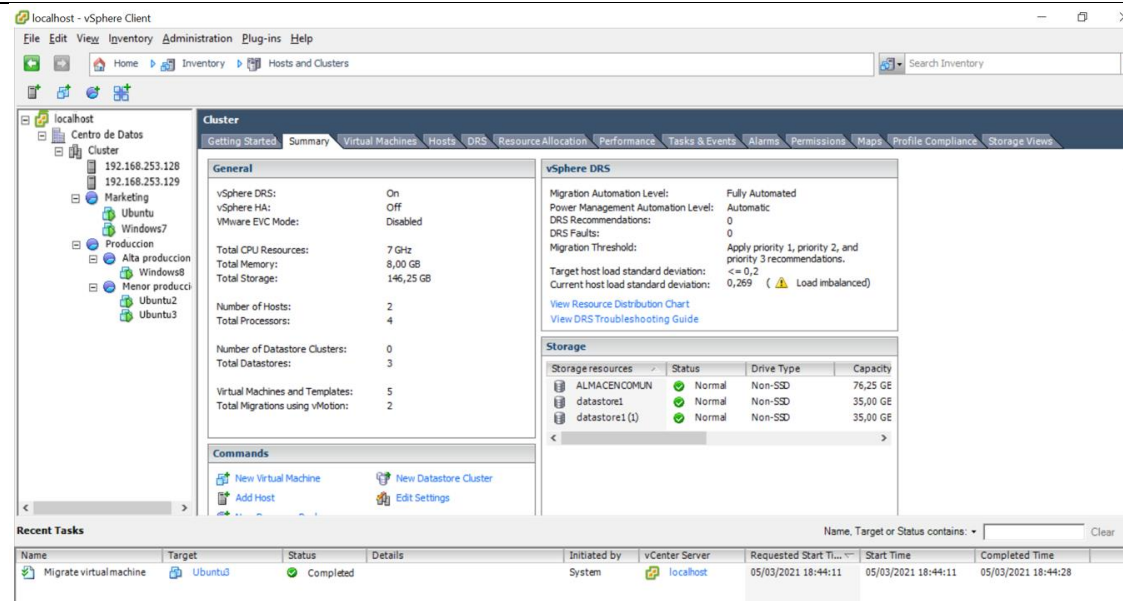 localhost - vSphere Client
File Edit View Inventory Administration Plug-ins Help
Home Inventory Hosts and Clusters
Search Inventory
localhost
Centro de Datos
Cluster
192.168.253.128
192.168.253.129
Marketing
Ubuntu
Windows7
Produccion
Alta produccion
Windows8
Menor producci
Ubuntu2
Ubuntu3
Cluster
Getting Started Summary Virtual Machines Hosts DRS Resource Allocation Performance Tasks & Events Alarms Permissions Maps Profile Compliance Storage Views
General
vSphere DRS: On
vSphere HA: Off
VMware EVC Mode: Disabled
Total CPU Resources: 7 GHz
Total Memory: 8,00 GB
Total Storage: 146,25 GB
Number of Hosts: 2
Total Processors: 4
Number of Datastore Clusters: 0
Total Datastores: 3
Virtual Machines and Templates: 5
Total Migrations using vMotion: 2
Commands
New Virtual Machine New Datastore Cluster
Add Host Edit Settings
vSphere DRS
Migration Automation Level: Fully Automated
Power Management Automation Level: Automatic
DRS Recommendations: 0
DRS Faults: 0
Migration Threshold: Apply priority 1, priority 2, and
priority 3 recommendations.
Target host load standard deviation: <= 0,2
Current host load standard deviation: 0,269 ( Load imbalanced)
View Resource Distribution Chart
View DRS Troubleshooting Guide
Storage
Storage resources Status Drive Type Capacity
ALMACENCOMUN Normal Non-SSD 76,25 GE
datastore1 Normal Non-SSD 35,00 GE
datastore1 (1) Normal Non-SSD 35,00 GE
Recent Tasks
Name, Target or Status contains: Clear
Name Target Status Details Initiated by vCenter Server Requested Start Ti... Start Time Completed Time
Migrate virtual machine Ubuntu3 Completed System localhost 05/03/2021 18:44:11 05/03/2021 18:44:11 05/03/2021 18:44:28